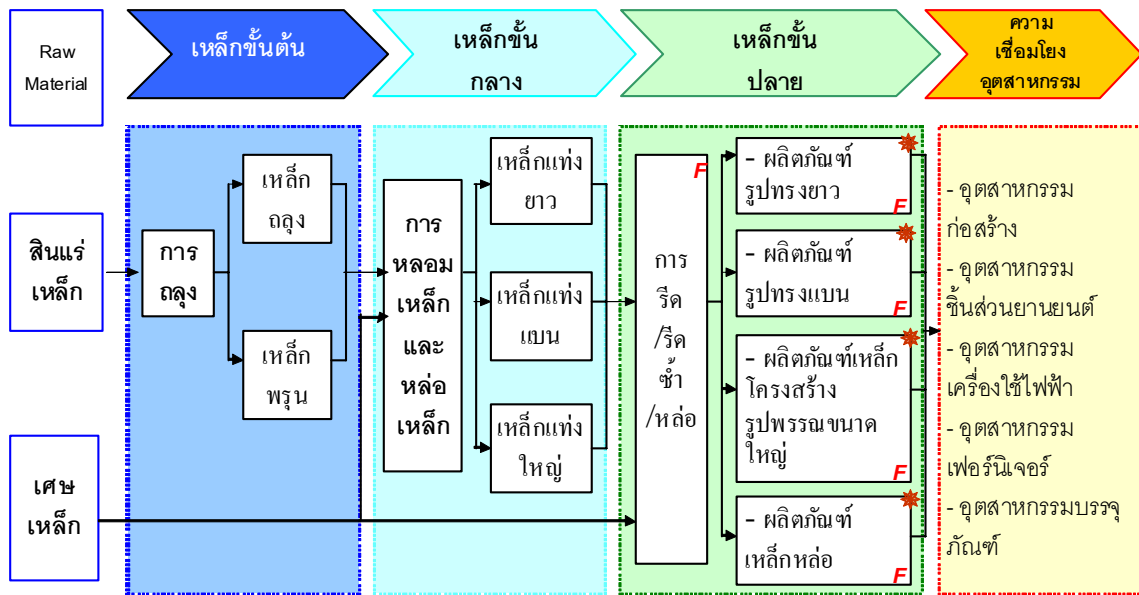 Raw
Material
เหล็กขั้นต้น
เหล็กขั้น
กลาง
เหล็กขั้น
ปลาย
ความ
เชื่อมโยง
อุตสาหกรรม
สินแร่
เหล็ก
เศษ
เหล็ก
การ
ถลุง
เหล็ก
ถลุง
เหล็ก
พรุน
การ
หลอม
เหล็ก
และ
หล่อ
เหล็ก
เหล็กแท่ง
ยาว
เหล็กแท่ง
แบน
เหล็กแท่ง
ใหญ่
F
การ
รีด
/รีด
ซ้ำ
/หล่อ
- ผลิตภัณฑ์
รูปทรงยาว
F
- ผลิตภัณฑ์
รูปทรงแบน
F
- ผลิตภัณฑ์เหล็ก
โครงสร้าง
รูปพรรณขนาด
ใหญ่
F
- ผลิตภัณฑ์
เหล็กหล่อ
F
- อุตสาหกรรม
ก่อสร้าง
- อุตสาหกรรม
ชิ้นส่วนยานยนต์
- อุตสาหกรรม
เครื่องใช้ไฟฟ้า
- อุตสาหกรรม
เฟอร์นิเจอร์
- อุตสาหกรรมบรรจุ
ภัณฑ์